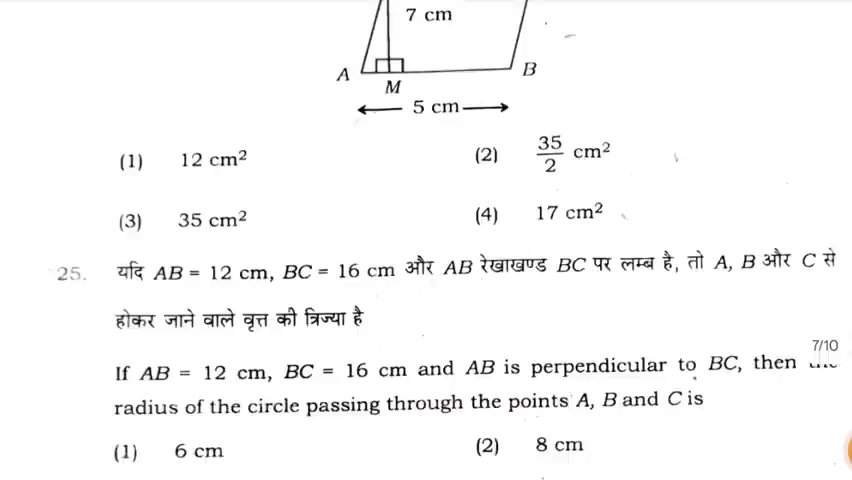 7 cm
A
B
M
5 cm
(1) 12 cm²
(2) 35/2 cm²
(3) 35 cm²
(4) 17 cm²
25. यदि AB = 12 cm, BC = 16 cm और AB रेखाखण्ड BC पर लम्ब है, तो A, B और C से
होकर जाने वाले वृत्त की त्रिज्या है
7/10
If AB = 12 cm, BC = 16 cm and AB is perpendicular to BC, then
radius of the circle passing through the points A, B and C is
(1) 6 cm
(2) 8 cm